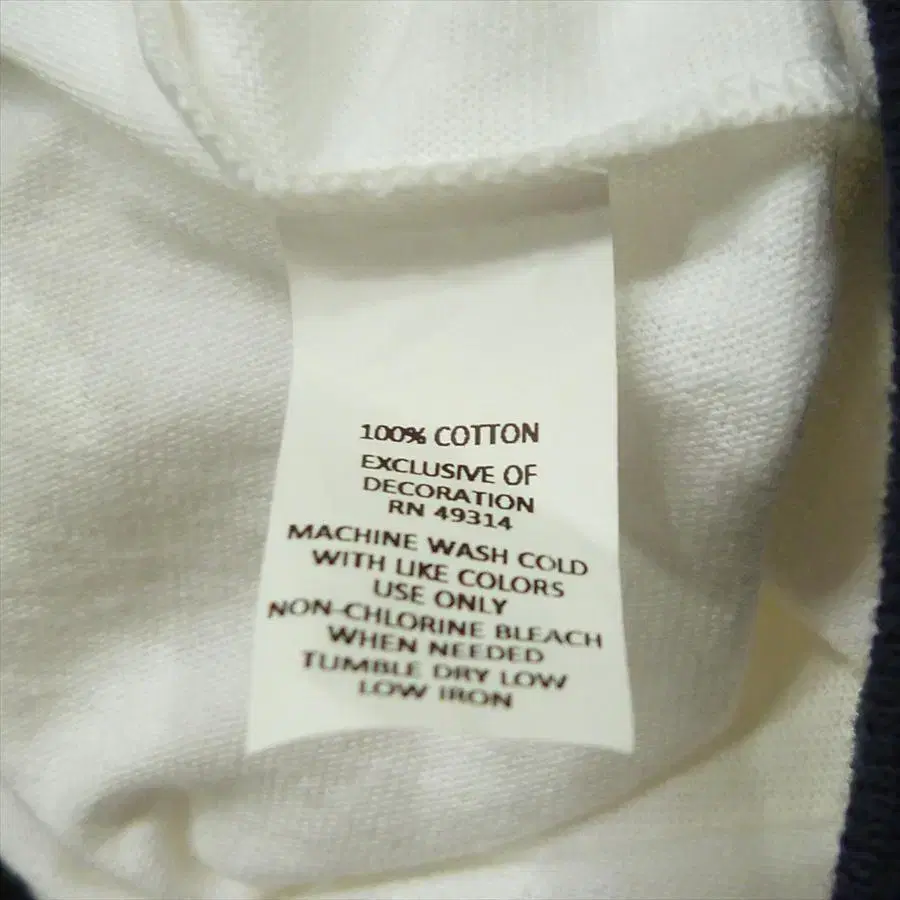 100% COTTON
EXCLUSIVE OF
DECORATION
RN 49314
MACHINE WASH COLD
WITH LIKE COLORS
USE ONLY
NON-CHLORINE BLEACH
WHEN NEEDED
TUMBLE DRY LOW
LOW IRON